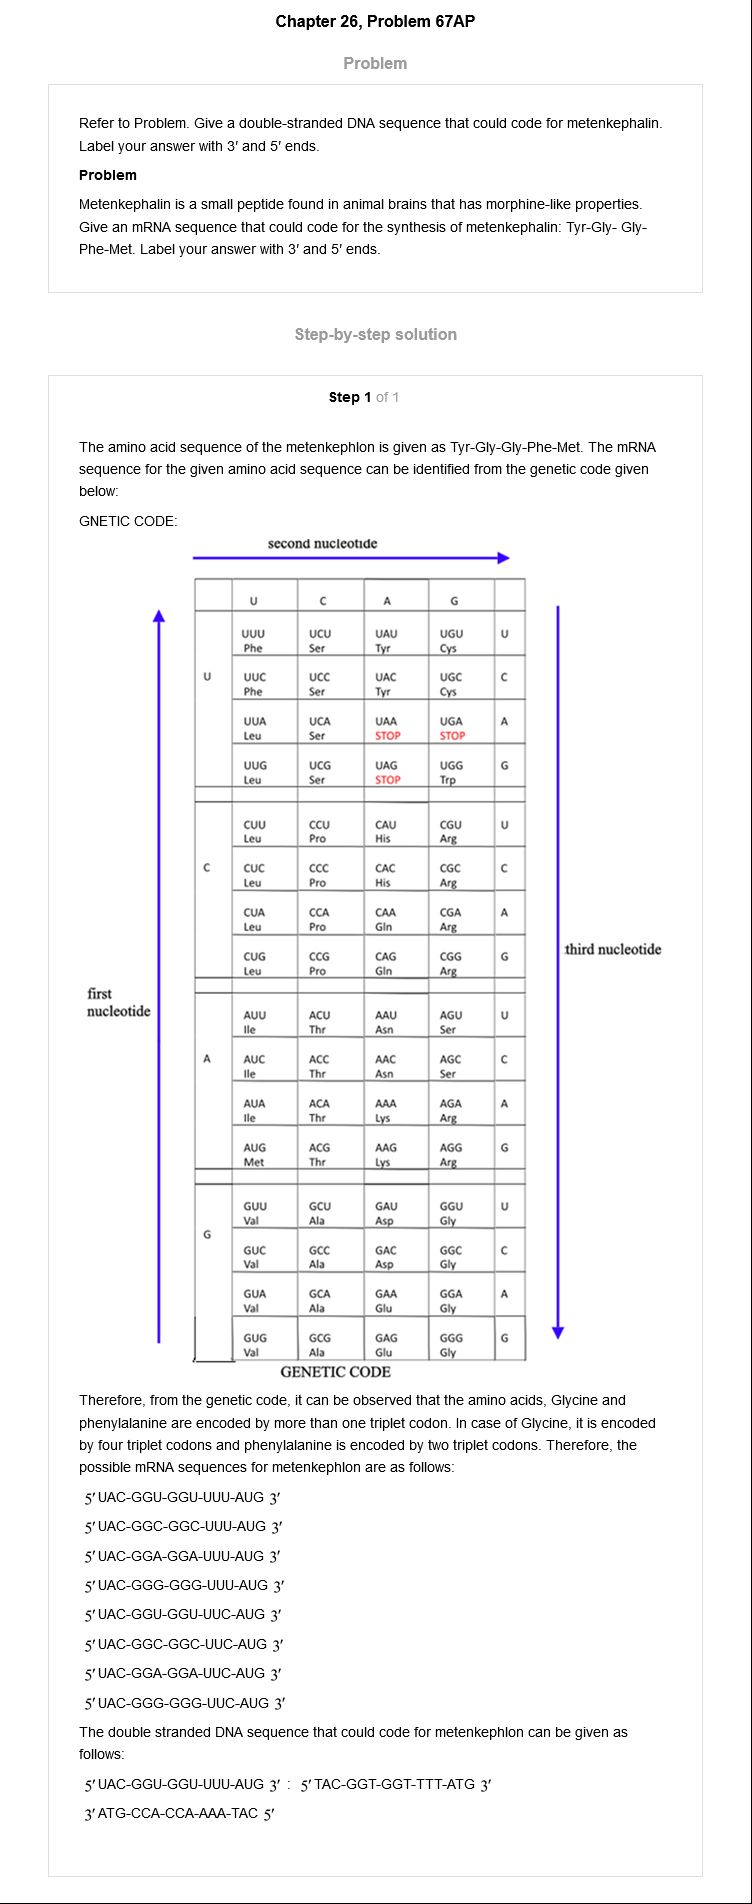 Chapter 26, Problem 67AP
Problem
Refer to Problem. Give a double-stranded DNA sequence that could code for metenkephalin.
Label your answer with 3′ and 5′ ends.
Problem
Metenkephalin is a small peptide found in animal brains that has morphine-like properties.
Give an mRNA sequence that could code for the synthesis of metenkephalin: Tyr-Gly- Gly-
Phe-Met. Label your answer with 3′ and 5′ ends.
Step-by-step solution
Step 1 of 1
The amino acid sequence of the metenkephlon is given as Tyr-Gly-Gly-Phe-Met. The mRNA
sequence for the given amino acid sequence can be identified from the genetic code given
below:
GNETIC CODE:
second nucleotide
U C A G
UUU UCU UAU UGU U
Phe Ser Tyr Cys
U UUC UCC UAC UGC C
Phe Ser Tyr Cys
UUA UCA UAA UGA A
Leu Ser STOP STOP
UUG UCG UAG UGG G
Leu Ser STOP Trp
CUU CCU CAU CGU U
Leu Pro His Arg
C CUC CCC CAC CGC C
Leu Pro His Arg
CUA CCA CAA CGA A
Leu Pro Gln Arg
third nucleotide
CUG CCG CAG CGG G
Leu Pro Gln Arg
first
nucleotide
AUU ACU AAU AGU U
Ile Thr Asn Ser
A AUC ACC AAC AGC C
Ile Thr Asn Ser
AUA ACA AAA AGA A
Ile Thr Lys Arg
AUG ACG AAG AGG G
Met Thr Lys Arg
GUU GCU GAU GGU U
Val Ala Asp Gly
G
GUC GCC GAC GGC C
Val Ala Asp Gly
GUA GCA GAA GGA A
Val Ala Glu Gly
GUG GCG GAG GGG G
Val Ala Glu Gly
GENETIC CODE
Therefore, from the genetic code, it can be observed that the amino acids, Glycine and
phenylalanine are encoded by more than one triplet codon. In case of Glycine, it is encoded
by four triplet codons and phenylalanine is encoded by two triplet codons. Therefore, the
possible mRNA sequences for metenkephlon are as follows:
5′ UAC-GGU-GGU-UUU-AUG 3′
5′ UAC-GGC-GGC-UUU-AUG 3′
5′ UAC-GGA-GGA-UUU-AUG 3′
5′ UAC-GGG-GGG-UUU-AUG 3′
5′ UAC-GGU-GGU-UUC-AUG 3′
5′ UAC-GGC-GGC-UUC-AUG 3′
5′ UAC-GGA-GGA-UUC-AUG 3′
5′ UAC-GGG-GGG-UUC-AUG 3′
The double stranded DNA sequence that could code for metenkephlon can be given as
follows:
5′ UAC-GGU-GGU-UUU-AUG 3′ : 5′ TAC-GGT-GGT-TTT-ATG 3′
3′ ATG-CCA-CCA-AAA-TAC 5′